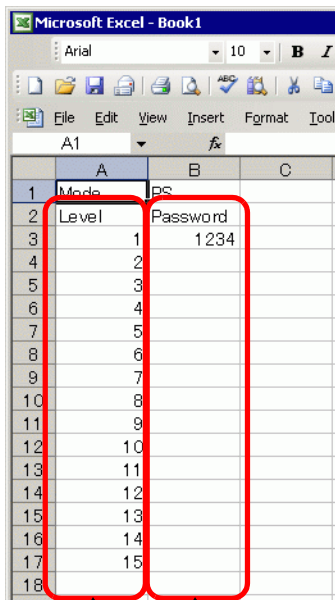 Microsoft Excel - Book1
Arial 10 B I
ABC
File Edit View Insert Format Tool
A1 fx
A B C
1 Mode PS
2 Level Password
3 1 1234
4 2
5 3
6 4
7 5
8 6
9 7
10 8
11 9
12 10
13 11
14 12
15 13
16 14
17 15
18